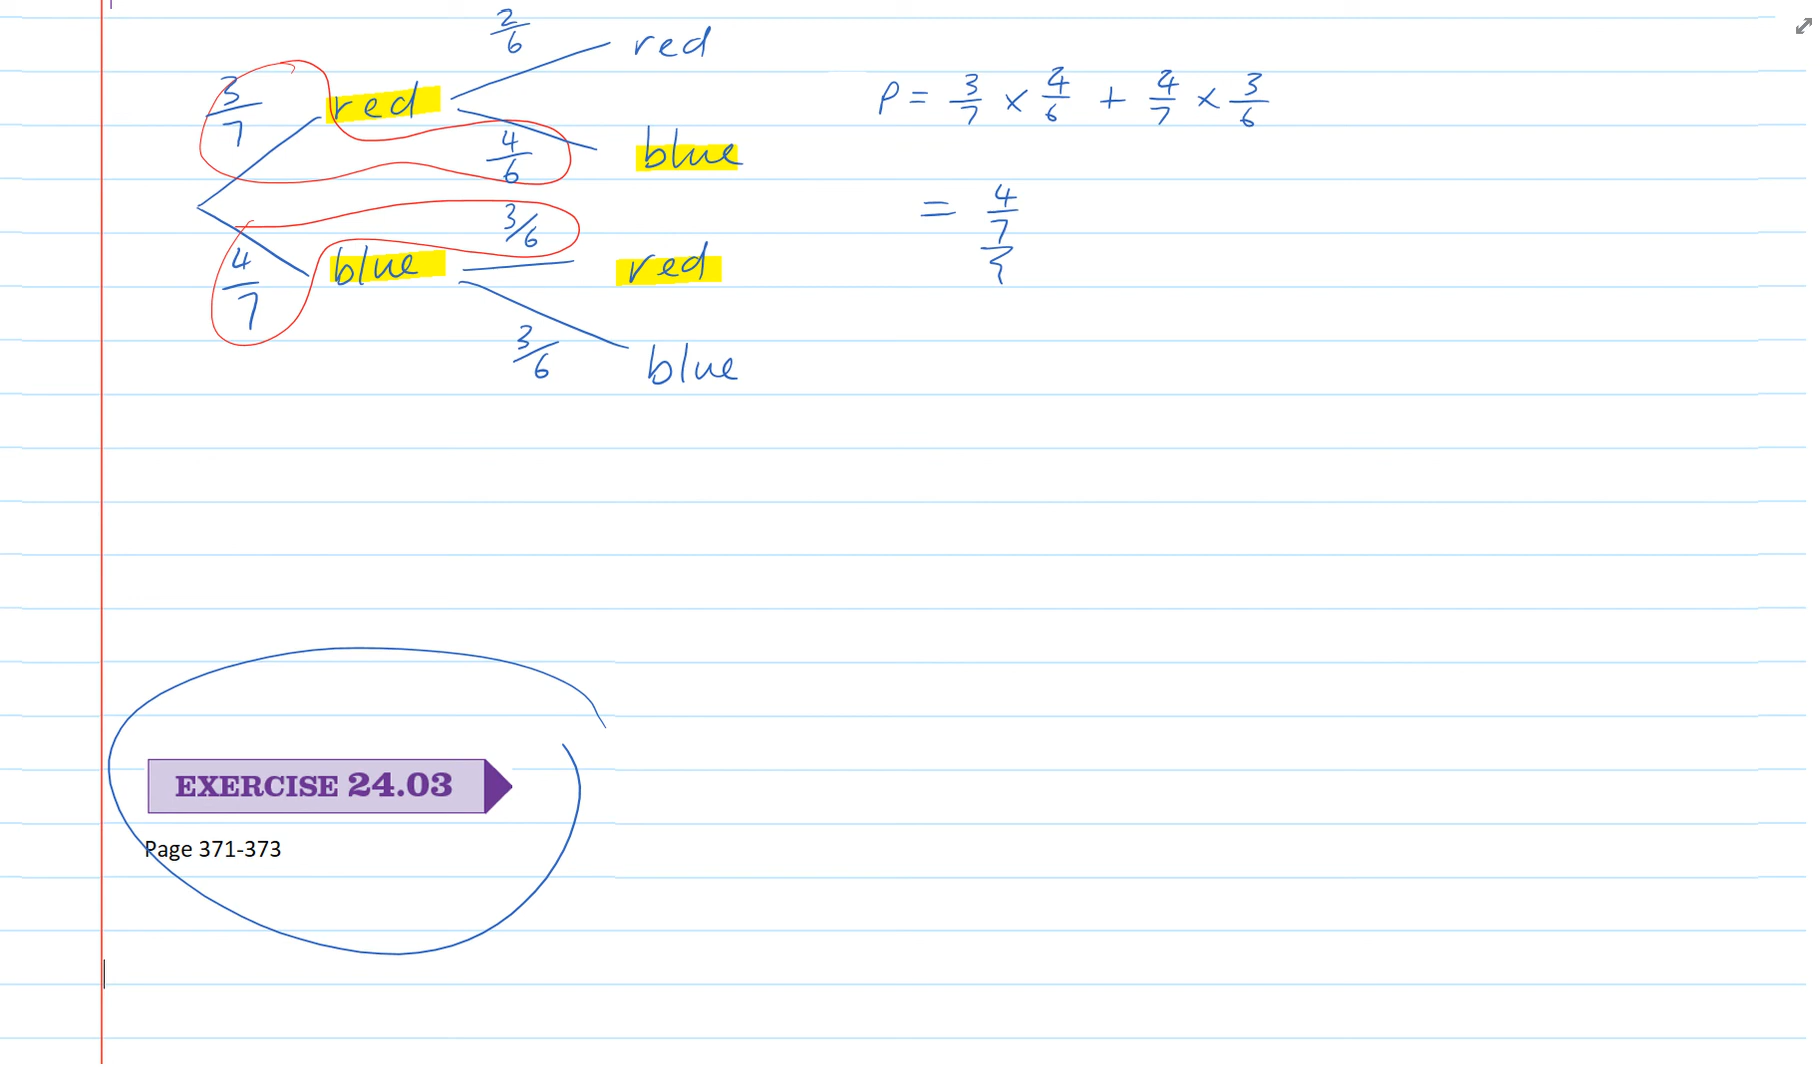 2/6 red
3/7 red
4/6 blue
3/6
4/7 blue red
3/6 blue
P = 3/7 × 4/6 + 4/7 × 3/6
= 4/7
EXERCISE 24.03
Page 371-373